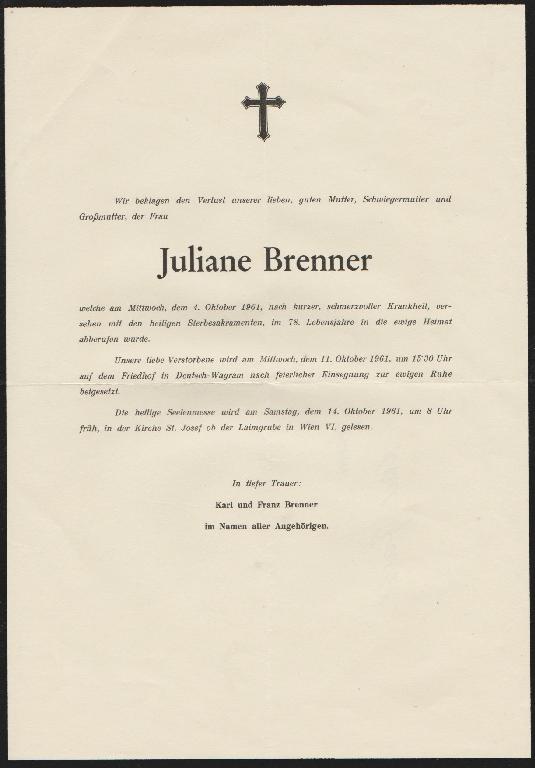 Wir beklagen den Verlust unserer lieben, guten Mutter, Schwiegermutter und
Großmutter, der Frau
Juliane Brenner
welche am Mittwoch, dem 4. Oktober 1961, nach kurzer, schmerzvoller Krankheit, ver-
sehen mit den heiligen Sterbesakramenten, im 78. Lebensjahre in die ewige Heimat
abberufen wurde.
Unsere liebe Verstorbene wird am Mittwoch, dem 11. Oktober 1961, um 15'30 Uhr
auf dem Friedhof in Deutsch-Wagram nach feierlicher Einsegnung zur ewigen Ruhe
beigesetzt.
Die heilige Seelenmesse wird am Samstag, dem 14. Oktober 1961, um 8 Uhr
früh, in der Kirche St. Josef ob der Laimgrube in Wien VI. gelesen.
In tiefer Trauer:
Karl und Franz Brenner
im Namen aller Angehörigen.